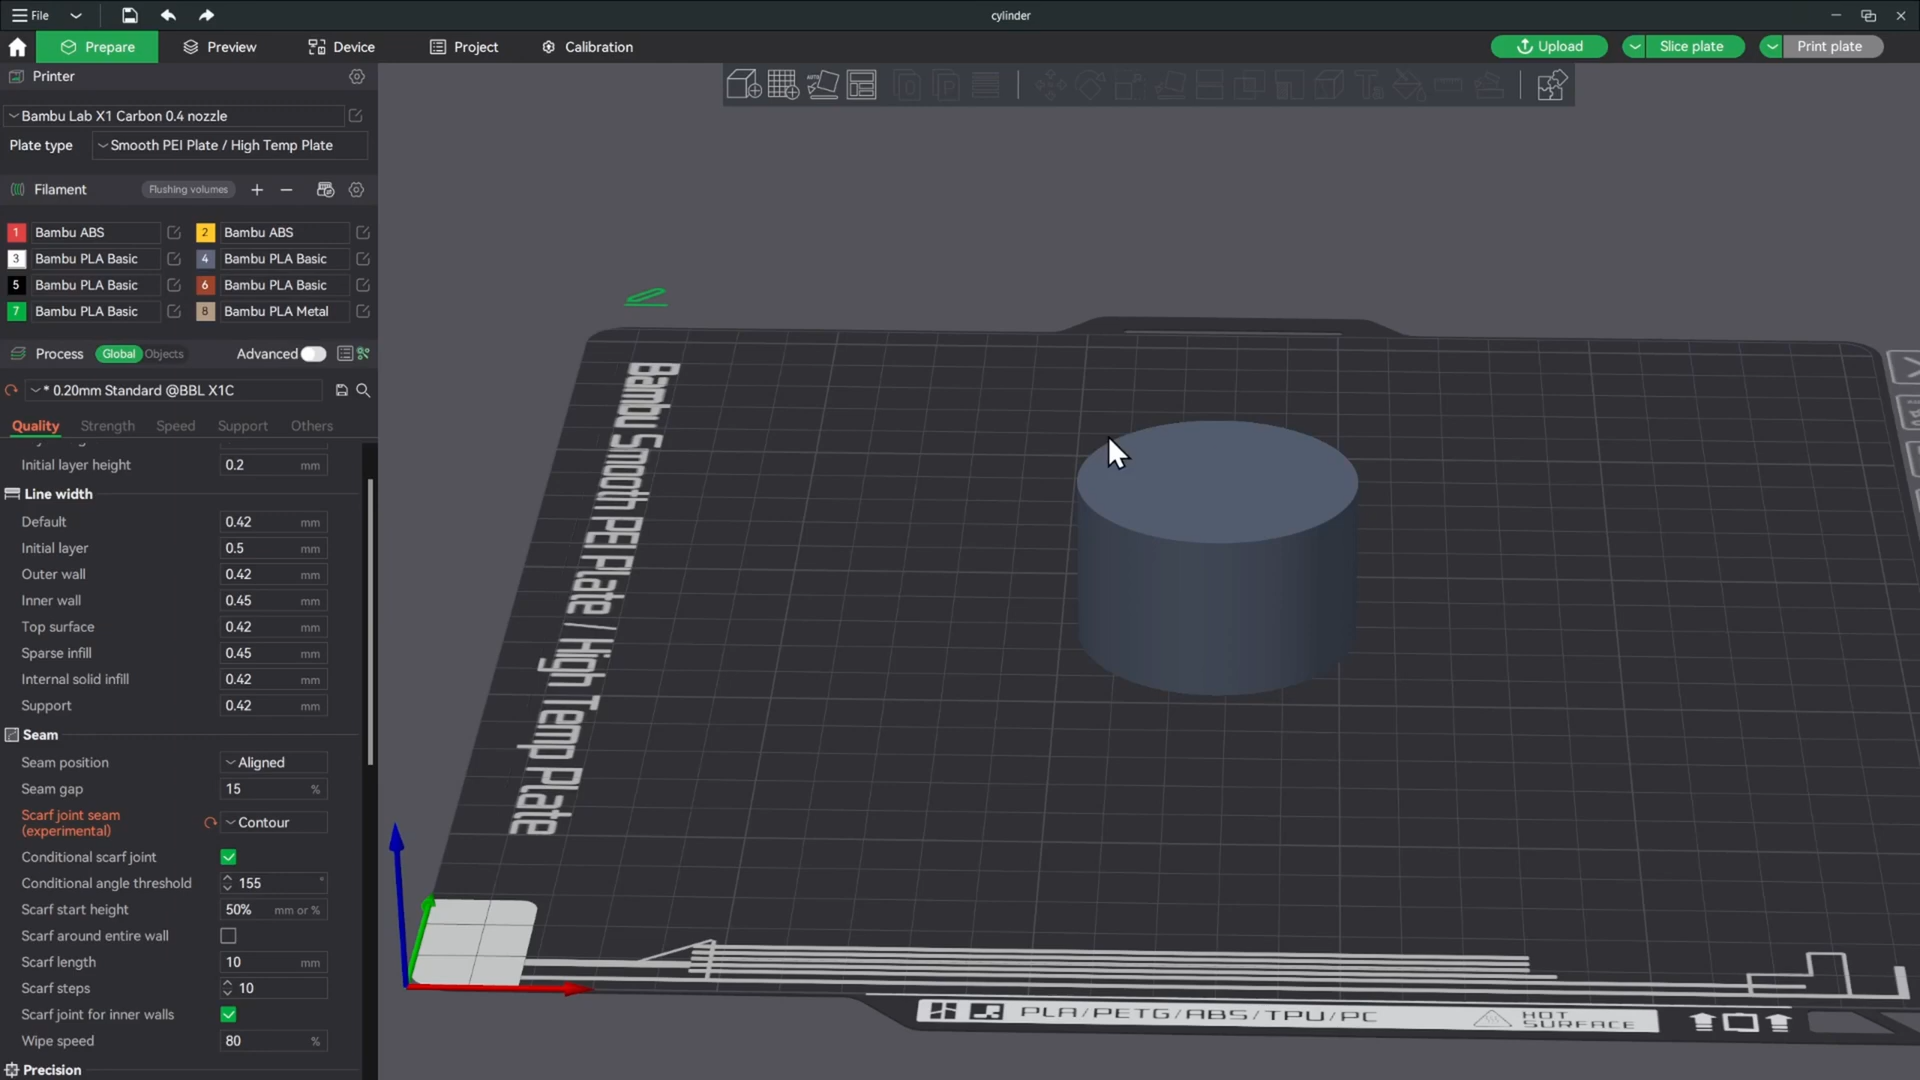 File
cylinder
Prepare
Preview
Device
Project
Calibration
Upload
Slice plate
Print plate
Printer
Bambu Lab X1 Carbon 0.4 nozzle
Plate type
Smooth PEI Plate / High Temp Plate
Filament
Flushing volumes
1 Bambu ABS
2 Bambu ABS
3 Bambu PLA Basic
4 Bambu PLA Basic
5 Bambu PLA Basic
6 Bambu PLA Basic
7 Bambu PLA Basic
8 Bambu PLA Metal
Process
Global
Objects
Advanced
* 0.20mm Standard @BBL X1C
Quality
Strength
Speed
Support
Others
Initial layer height 0.2 mm
Line width
Default 0.42 mm
Initial layer 0.5 mm
Outer wall 0.42 mm
Inner wall 0.45 mm
Top surface 0.42 mm
Sparse infill 0.45 mm
Internal solid infill 0.42 mm
Support 0.42 mm
Seam
Seam position Aligned
Seam gap 15 %
Scarf joint seam
(experimental)
Contour
Conditional scarf joint
Conditional angle threshold 155 °
Scarf start height 50% mm or %
Scarf around entire wall
Scarf length 10 mm
Scarf steps 10
Scarf joint for inner walls
Wipe speed 80 %
Precision
Bambu Smooth PEI Plate / High Temp Plate
PLA/PETG/ABS/TPU/PC
HOT
SURFACE